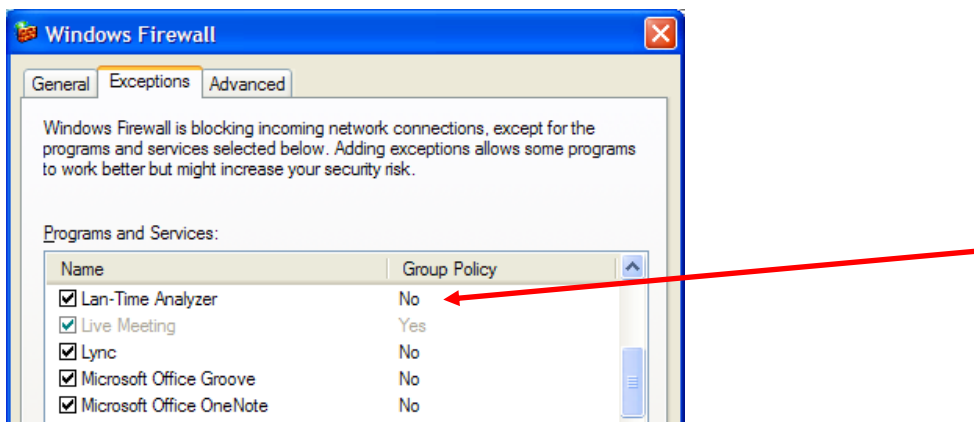 Windows Firewall
General Exceptions Advanced
Windows Firewall is blocking incoming network connections, except for the
programs and services selected below. Adding exceptions allows some programs
to work better but might increase your security risk.
Programs and Services:
Name Group Policy
Lan-Time Analyzer No
Live Meeting Yes
Lync No
Microsoft Office Groove No
Microsoft Office OneNote No